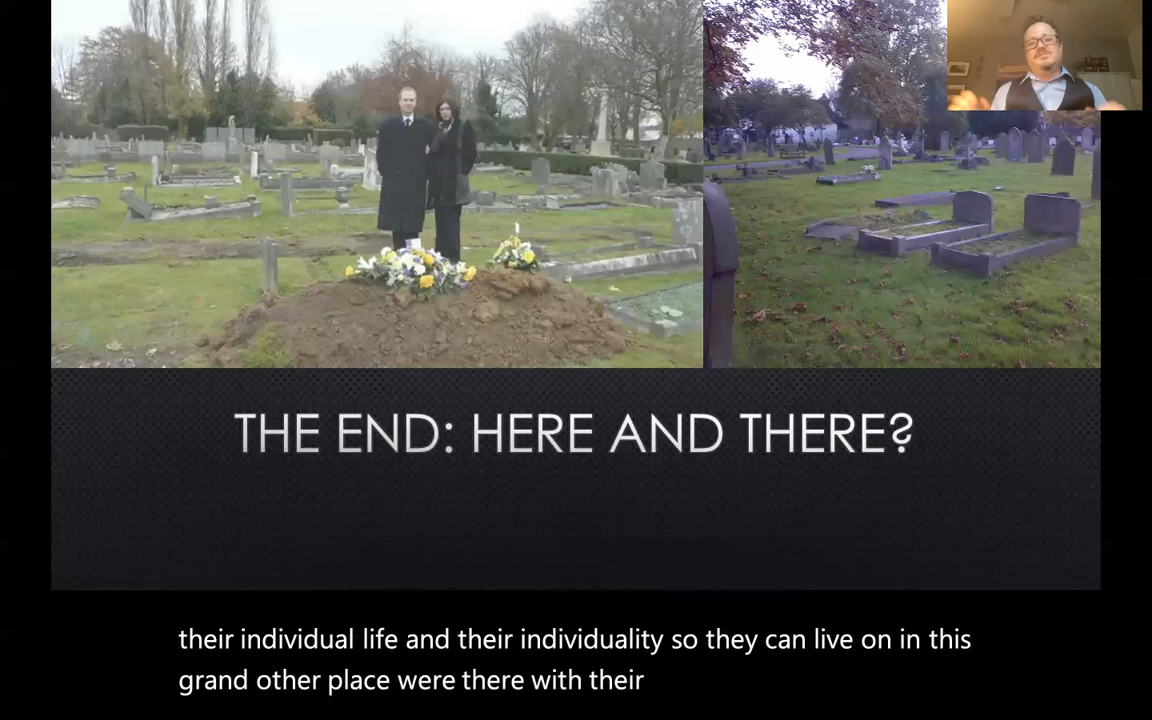 THE END: HERE AND THERE?
their individual life and their individuality so they can live on in this
grand other place were there with their